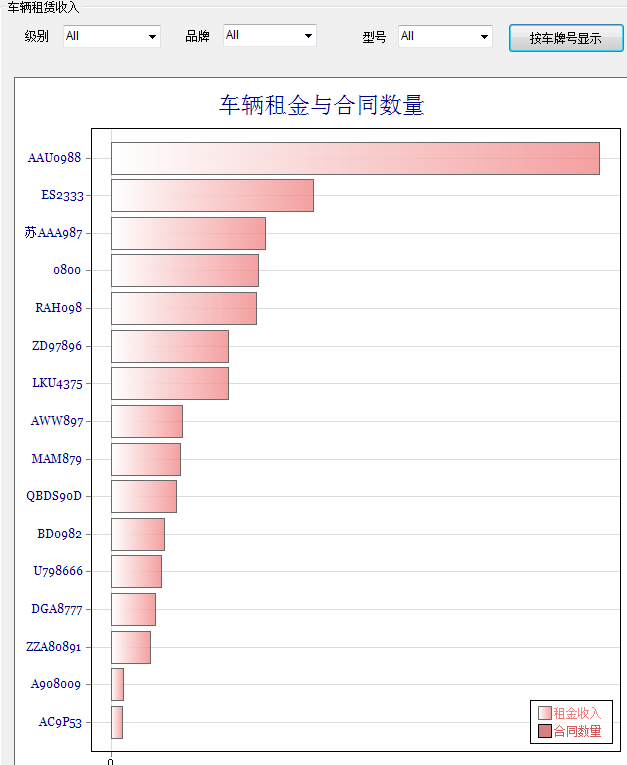 车辆租赁收入
级别 All 品牌 All 型号 All 按车牌号显示
车辆租金与合同数量
AAU0988
ES2333
苏AAA987
0800
RAH098
ZD97896
LKU4375
AWW897
MAM879
QBDS90D
BD0982
U798666
DGA8777
ZZA80891
A908009
AC9P53
租金收入
合同数量
0